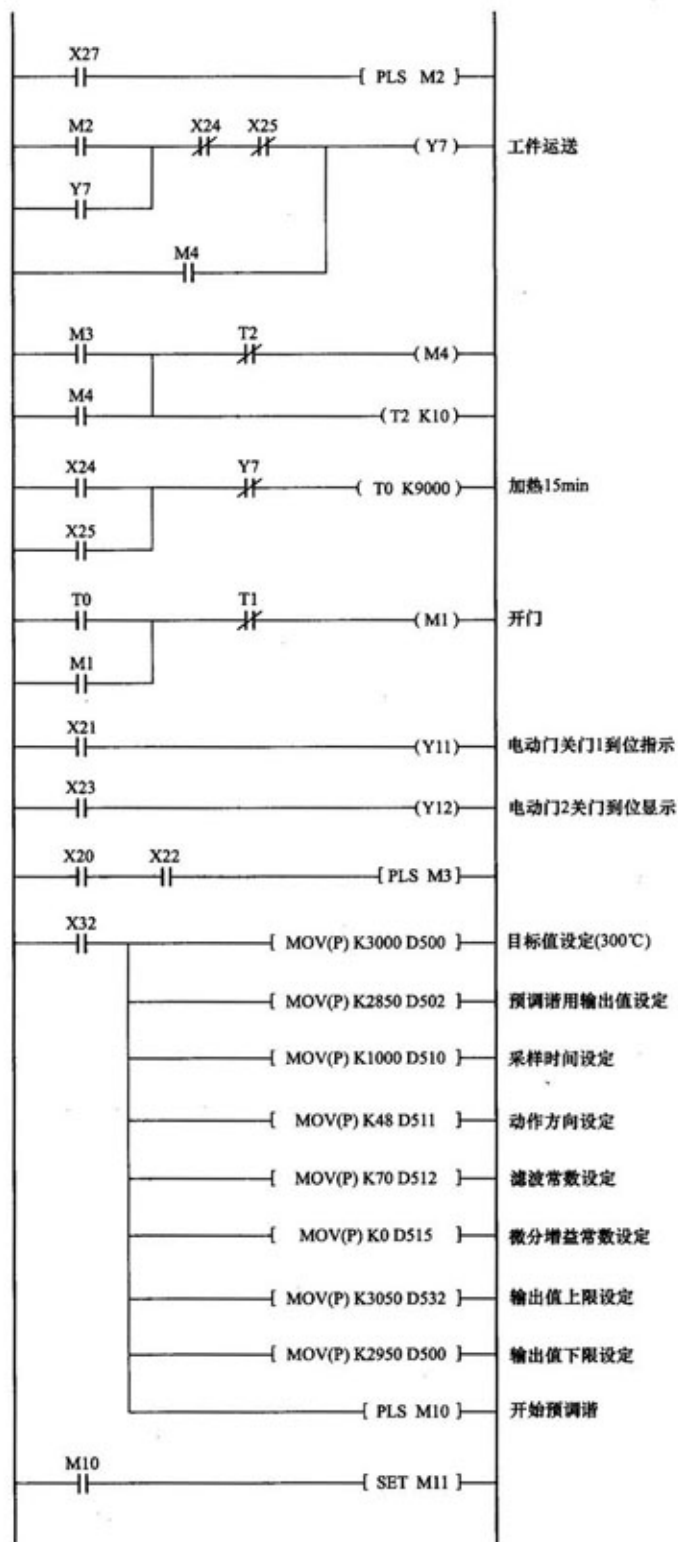 X27
[ PLS M2 ]
M2 X24 X25
( Y7 ) 工件运送
Y7
M4
M3 T2
( M4 )
M4
( T2 K10 )
X24 Y7
( T0 K9000 ) 加热15min
X25
T0 T1
( M1 ) 开门
M1
X21
(Y11) 电动门关门1到位指示
X23
(Y12) 电动门2关门到位显示
X20 X22
[ PLS M3 ]
X32
[ MOV(P) K3000 D500 ] 目标值设定(300℃)
[ MOV(P) K2850 D502 ] 预调谐用输出值设定
[ MOV(P) K1000 D510 ] 采样时间设定
[ MOV(P) K48 D511 ] 动作方向设定
[ MOV(P) K70 D512 ] 滤波常数设定
[ MOV(P) K0 D515 ] 微分增益常数设定
[ MOV(P) K3050 D532 ] 输出值上限设定
[ MOV(P) K2950 D500 ] 输出值下限设定
[ PLS M10 ] 开始预调谐
M10
[ SET M11 ]